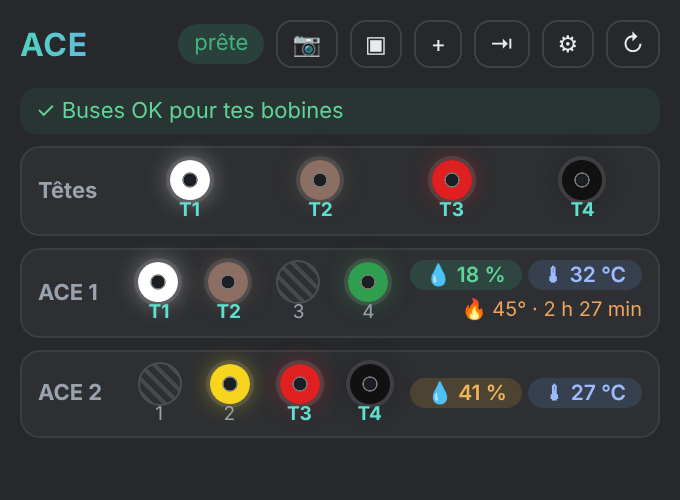 ACE prête
✓ Buses OK pour tes bobines
Têtes T1 T2 T3 T4
ACE 1 T1 T2 3 4 18 % 32 °C
45° · 2 h 27 min
ACE 2 1 2 T3 T4 41 % 27 °C